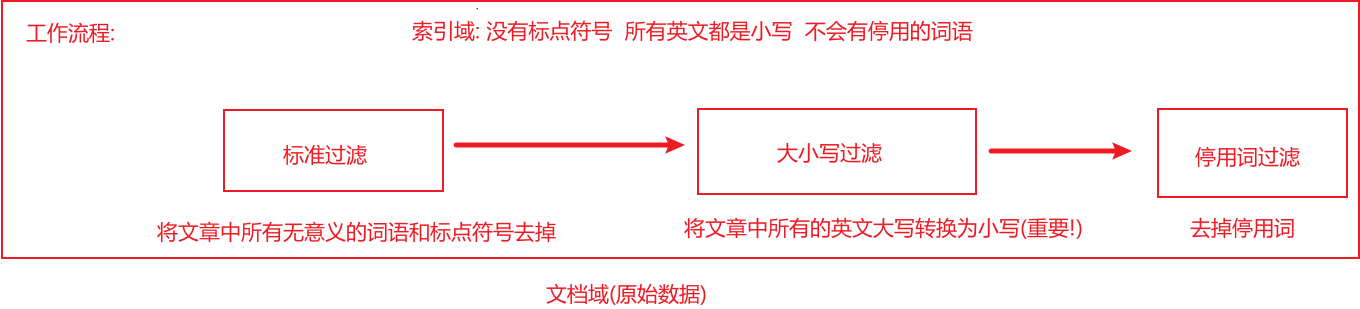 工作流程:
索引域: 没有标点符号 所有英文都是小写 不会有停用的词语
标准过滤
大小写过滤
停用词过滤
将文章中所有无意义的词语和标点符号去掉
将文章中所有的英文大写转换为小写(重要!)
去掉停用词
文档域(原始数据)